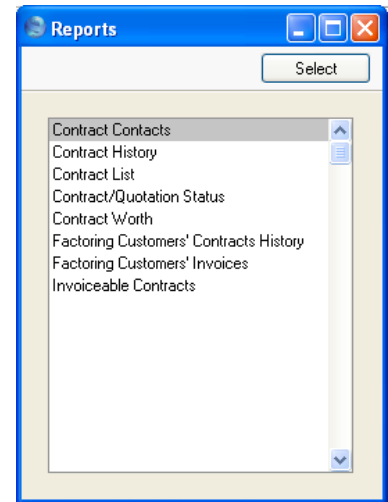 Reports
Select
Contract Contacts
Contract History
Contract List
Contract/Quotation Status
Contract Worth
Factoring Customers' Contracts History
Factoring Customers' Invoices
Invoiceable Contracts